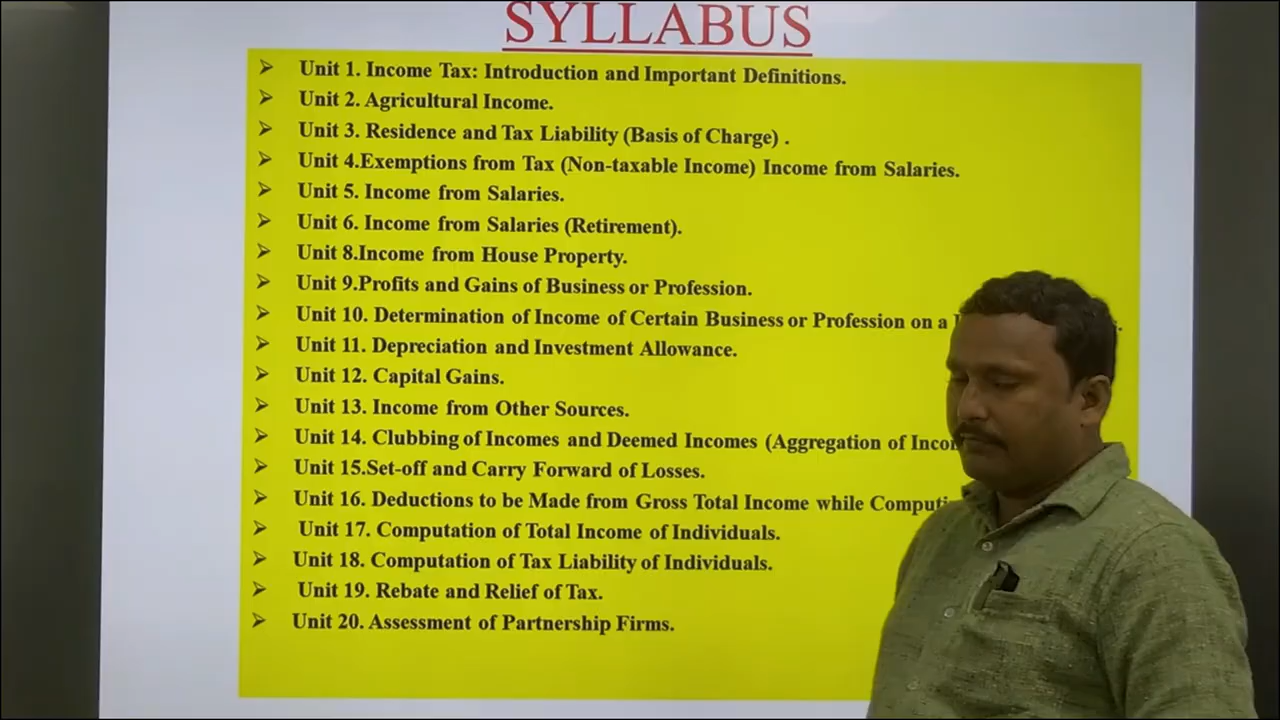 SYLLABUS
➢ Unit 1. Income Tax: Introduction and Important Definitions.
➢ Unit 2. Agricultural Income.
➢ Unit 3. Residence and Tax Liability (Basis of Charge) .
➢ Unit 4.Exemptions from Tax (Non-taxable Income) Income from Salaries.
➢ Unit 5. Income from Salaries.
➢ Unit 6. Income from Salaries (Retirement).
➢ Unit 8.Income from House Property.
➢ Unit 9.Profits and Gains of Business or Profession.
➢ Unit 10. Determination of Income of Certain Business or Profession on a
➢ Unit 11. Depreciation and Investment Allowance.
➢ Unit 12. Capital Gains.
➢ Unit 13. Income from Other Sources.
➢ Unit 14. Clubbing of Incomes and Deemed Incomes (Aggregation of
➢ Unit 15.Set-off and Carry Forward of Losses.
➢ Unit 16. Deductions to be Made from Gross Total Income while
➢ Unit 17. Computation of Total Income of Individuals.
➢ Unit 18. Computation of Tax Liability of Individuals.
➢ Unit 19. Rebate and Relief of Tax.
➢ Unit 20. Assessment of Partnership Firms.